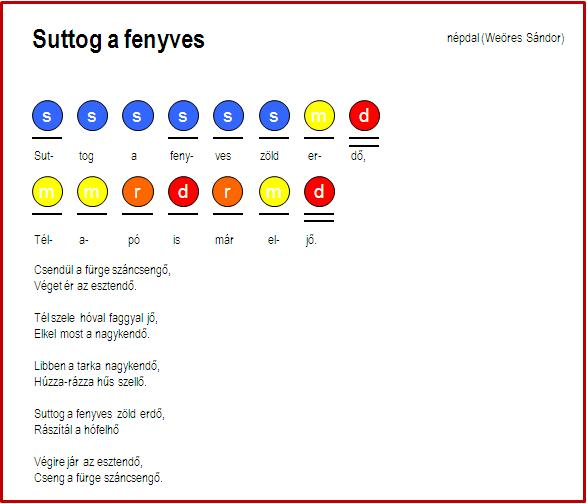 Suttog a fenyves
népdal (Weöres Sándor)
s s s s s s m d
Sut- tog a feny- ves zöld er- dő,
m m r d r m d
Tél- a- pó is már el- jő.
Csendül a fürge száncsengő,
Véget ér az esztendő.
Tél szele hóval faggyal jő,
Elkel most a nagykendő.
Libben a tarka nagykendő,
Húzza-rázza hűs szellő.
Suttog a fenyves zöld erdő,
Rászitál a hófelhő
Végire jár az esztendő,
Cseng a fürge száncsengő.